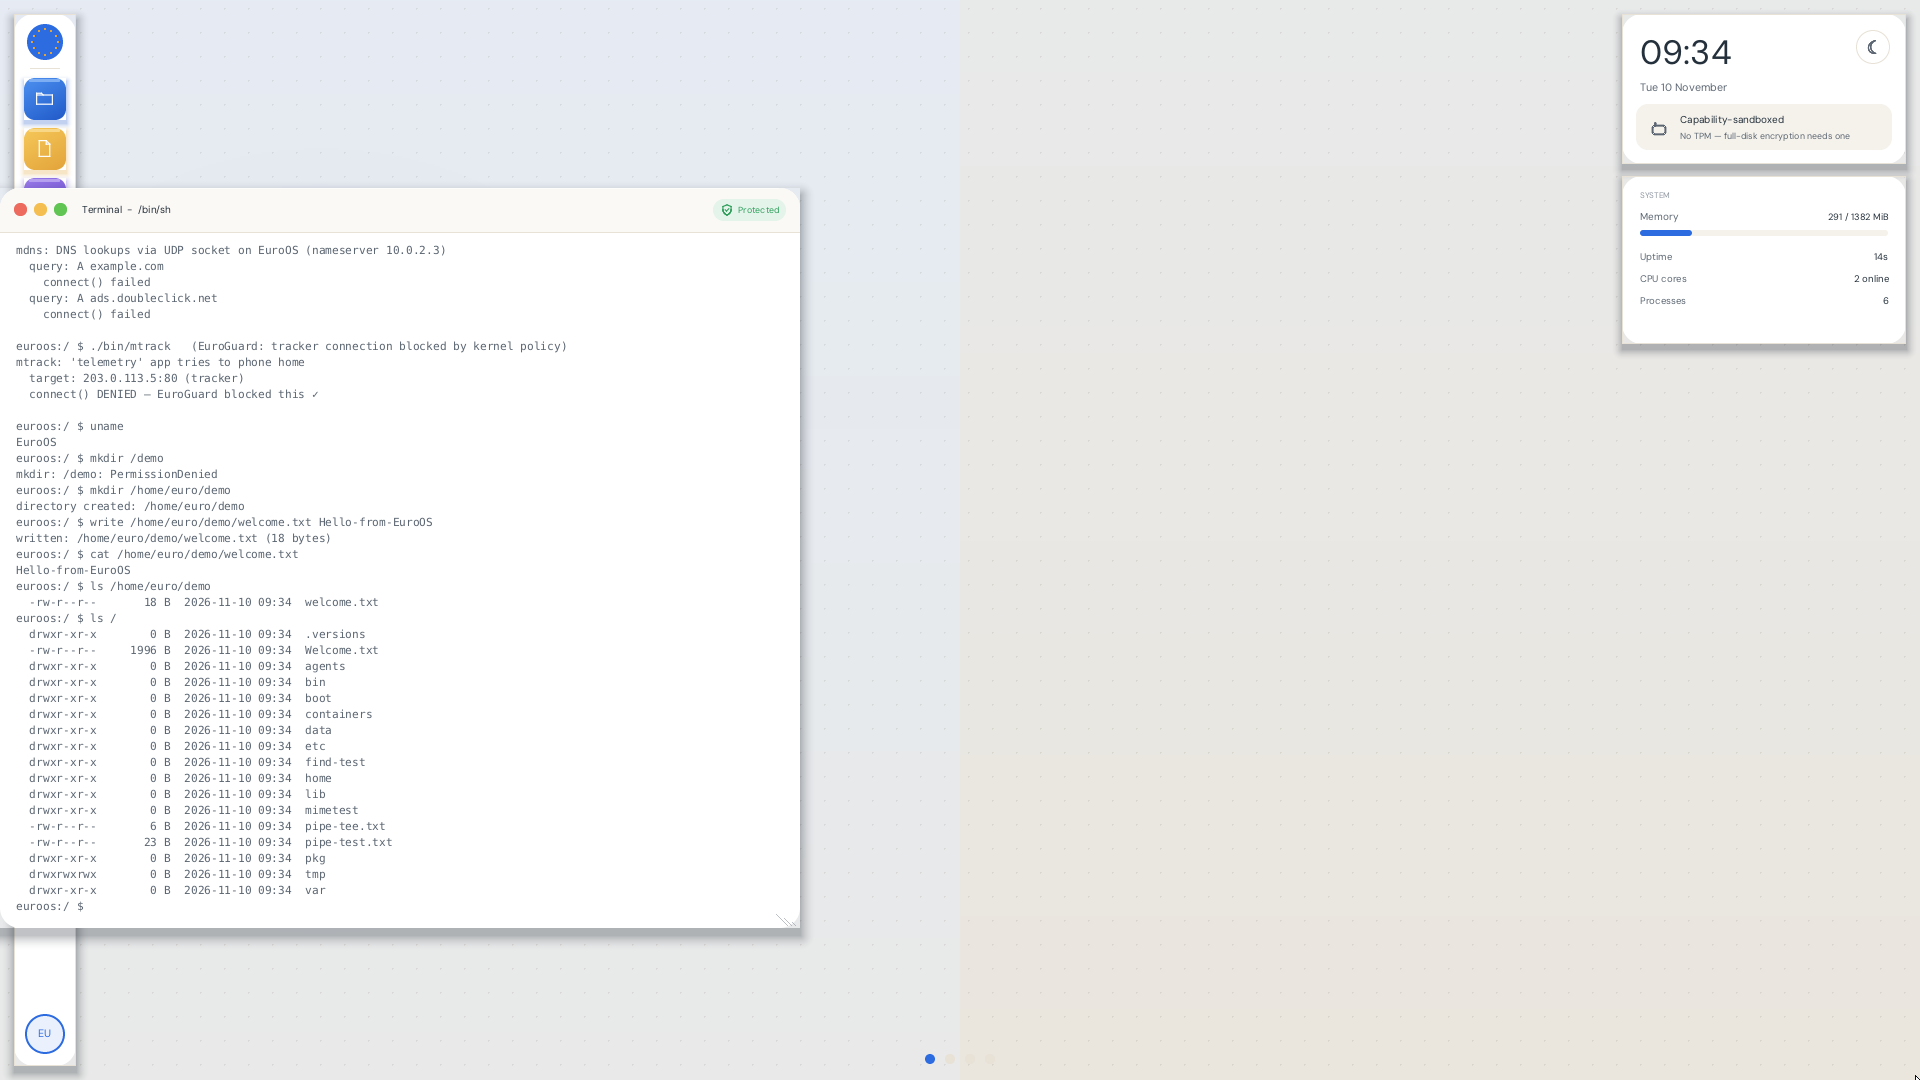 Terminal - /bin/sh
Protected
mdns: DNS lookups via UDP socket on EuroOS (nameserver 10.0.2.3)
query: A example.com
connect() failed
query: A ads.doubleclick.net
connect() failed
euroos:/ $ ./bin/mtrack (EuroGuard: tracker connection blocked by kernel policy)
mtrack: 'telemetry' app tries to phone home
target: 203.0.113.5:80 (tracker)
connect() DENIED — EuroGuard blocked this ✓
euroos:/ $ uname
EuroOS
euroos:/ $ mkdir /demo
mkdir: /demo: PermissionDenied
euroos:/ $ mkdir /home/euro/demo
directory created: /home/euro/demo
euroos:/ $ write /home/euro/demo/welcome.txt Hello-from-EuroOS
written: /home/euro/demo/welcome.txt (18 bytes)
euroos:/ $ cat /home/euro/demo/welcome.txt
Hello-from-EuroOS
euroos:/ $ ls /home/euro/demo
-rw-r--r-- 18 B 2026-11-10 09:34 welcome.txt
euroos:/ $ ls /
drwxr-xr-x 0 B 2026-11-10 09:34 .versions
-rw-r--r-- 1996 B 2026-11-10 09:34 Welcome.txt
drwxr-xr-x 0 B 2026-11-10 09:34 agents
drwxr-xr-x 0 B 2026-11-10 09:34 bin
drwxr-xr-x 0 B 2026-11-10 09:34 boot
drwxr-xr-x 0 B 2026-11-10 09:34 containers
drwxr-xr-x 0 B 2026-11-10 09:34 data
drwxr-xr-x 0 B 2026-11-10 09:34 etc
drwxr-xr-x 0 B 2026-11-10 09:34 find-test
drwxr-xr-x 0 B 2026-11-10 09:34 home
drwxr-xr-x 0 B 2026-11-10 09:34 lib
drwxr-xr-x 0 B 2026-11-10 09:34 mimetest
-rw-r--r-- 6 B 2026-11-10 09:34 pipe-tee.txt
-rw-r--r-- 23 B 2026-11-10 09:34 pipe-test.txt
drwxr-xr-x 0 B 2026-11-10 09:34 pkg
drwxrwxrwx 0 B 2026-11-10 09:34 tmp
drwxr-xr-x 0 B 2026-11-10 09:34 var
euroos:/ $
EU
09:34
Tue 10 November
Capability-sandboxed
No TPM — full-disk encryption needs one
SYSTEM
Memory 291 / 1382 MiB
Uptime 14s
CPU cores 2 online
Processes 6